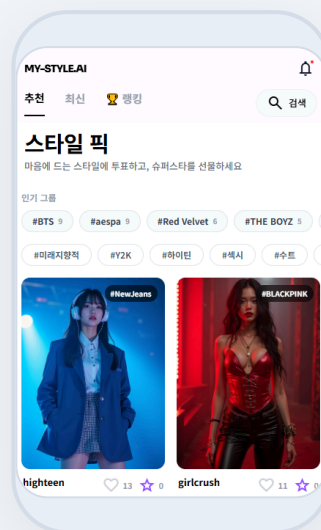 MY-STYLE.AI
추천 최신 🏆 랭킹 검색
스타일 픽
마음에 드는 스타일에 투표하고, 슈퍼스타를 선물하세요
인기 그룹
#BTS 9 #aespa 9 #Red Velvet 6 #THE BOYZ 5
#미래지향적 #Y2K #하이틴 #섹시 #수트
#NewJeans #BLACKPINK
highteen 13 0 girlcrush 11 0